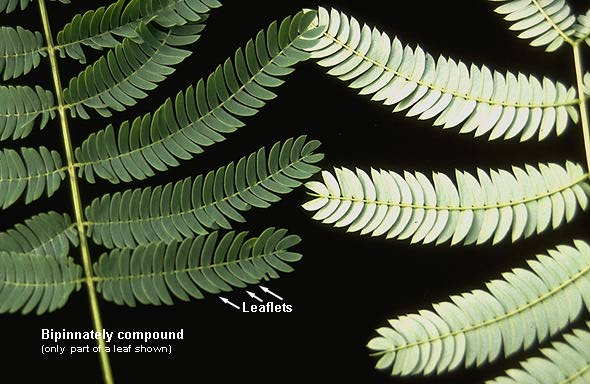 Leaflets
Bipinnately compound
(only part of a leaf shown)